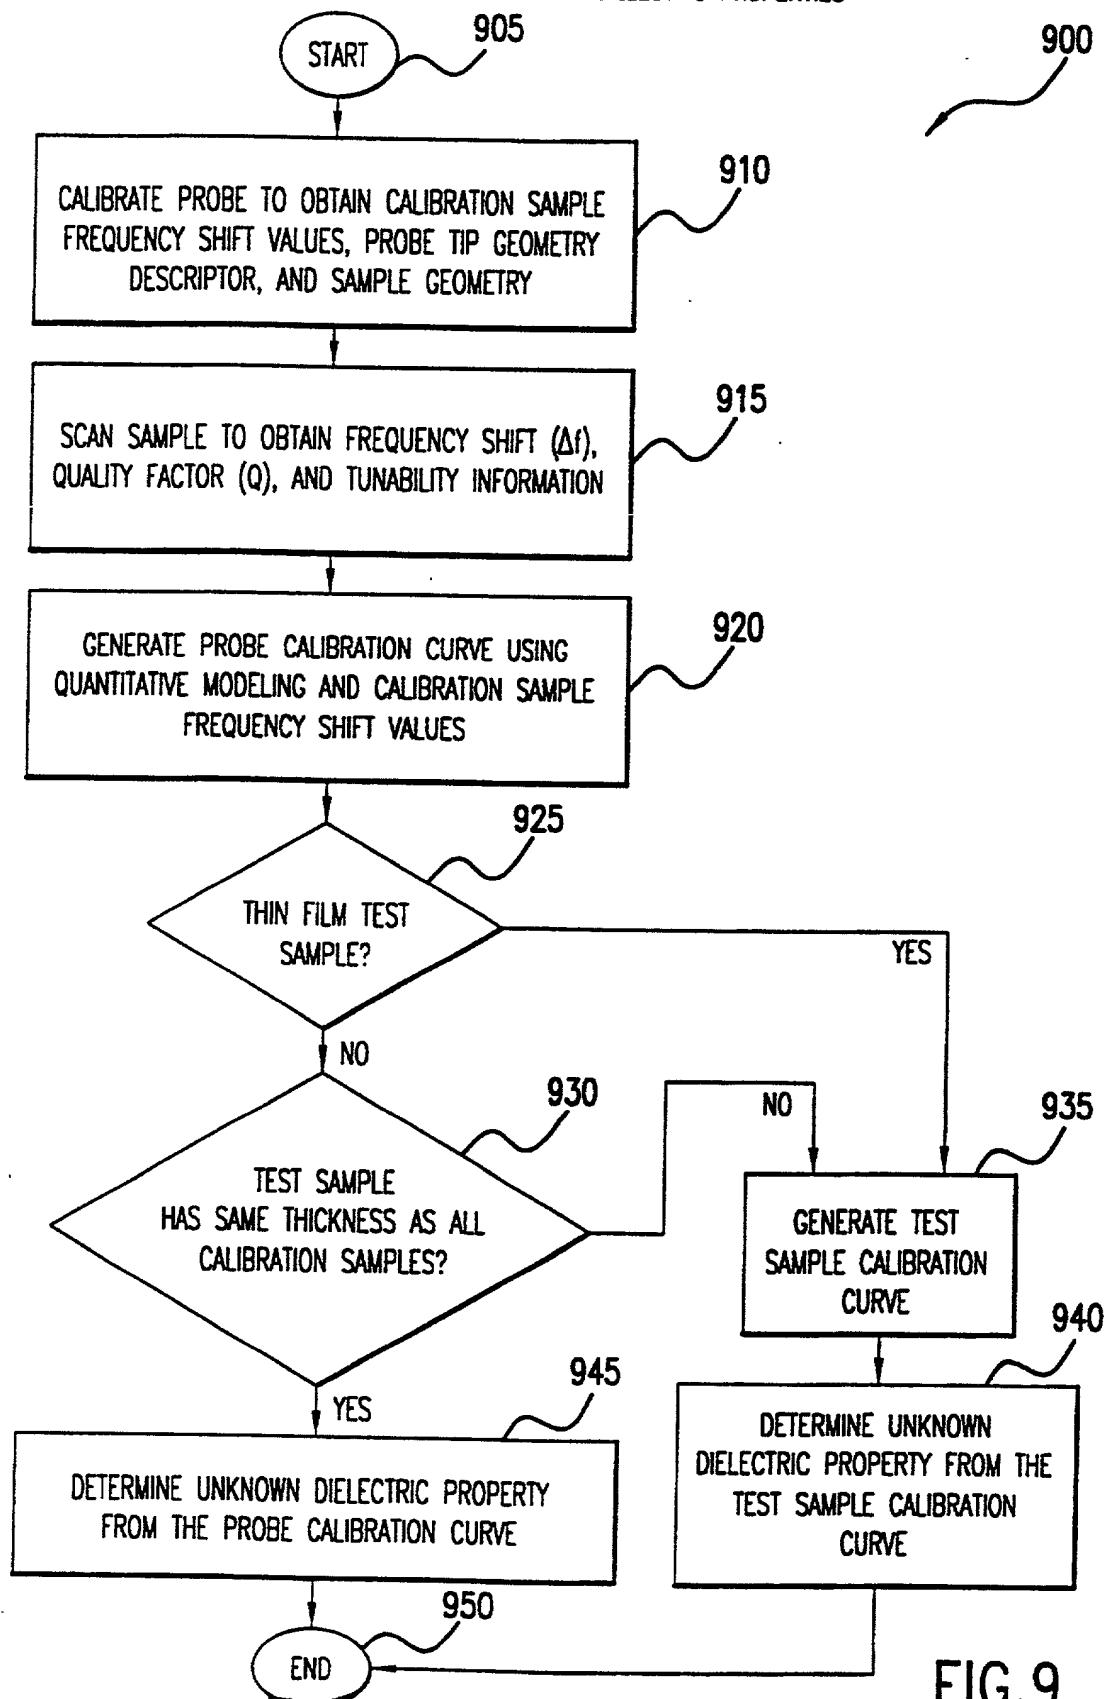 PROPERTIES
START
905
900
CALIBRATE PROBE TO OBTAIN CALIBRATION SAMPLE
FREQUENCY SHIFT VALUES, PROBE TIP GEOMETRY
DESCRIPTOR, AND SAMPLE GEOMETRY
910
SCAN SAMPLE TO OBTAIN FREQUENCY SHIFT (Δf),
QUALITY FACTOR (Q), AND TUNABILITY INFORMATION
915
GENERATE PROBE CALIBRATION CURVE USING
QUANTITATIVE MODELING AND CALIBRATION SAMPLE
FREQUENCY SHIFT VALUES
920
THIN FILM TEST
SAMPLE?
925
YES
NO
TEST SAMPLE
HAS SAME THICKNESS AS ALL
CALIBRATION SAMPLES?
930
NO
YES
GENERATE TEST
SAMPLE CALIBRATION
CURVE
935
DETERMINE UNKNOWN
DIELECTRIC PROPERTY FROM THE
TEST SAMPLE CALIBRATION
CURVE
940
DETERMINE UNKNOWN DIELECTRIC PROPERTY
FROM THE PROBE CALIBRATION CURVE
945
END
950
FIG.9